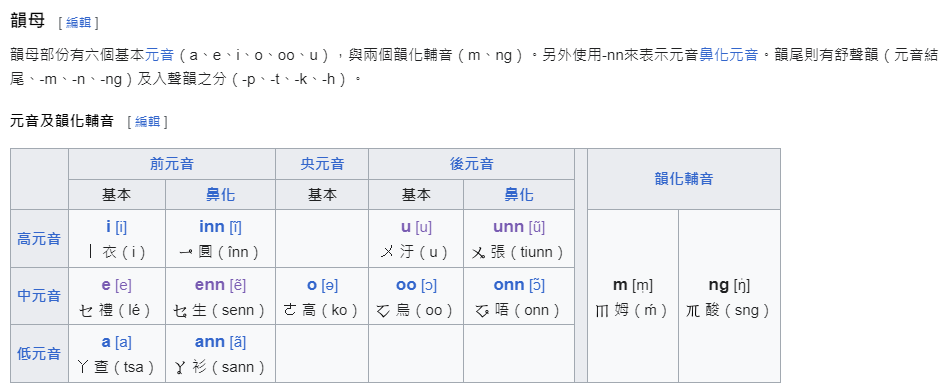 韻母 [ 編輯 ]
韻母部份有六個基本元音（a、e、i、o、oo、u），與兩個韻化輔音（m、ng）。另外使用-nn來表示元音鼻化元音。韻尾則有舒聲韻（元音結
尾、-m、-n、-ng）及入聲韻之分（-p、-t、-k、-h）。
元音及韻化輔音 [ 編輯 ]
前元音 央元音 後元音 韻化輔音
基本 鼻化 基本 基本 鼻化
高元音 i [i] inn [ĩ] u [u] unn [ũ]
ㄧ 衣（i） ㆪ 圓（înn） ㄨ 汙（u） ㆫ 張（tiunn）
中元音 e [e] enn [ẽ] o [ə] oo [ɔ] onn [ɔ̃] m [m] ng [ŋ̍]
ㆤ 禮（lé） ㆥ 生（senn） ㄜ 高（ko） ㆦ 烏（oo） ㆧ 唔（onn） ㆬ 姆（ḿ） ㆭ 酸（sng）
低元音 a [a] ann [ã]
ㄚ 查（tsa） ㆩ 衫（sann）